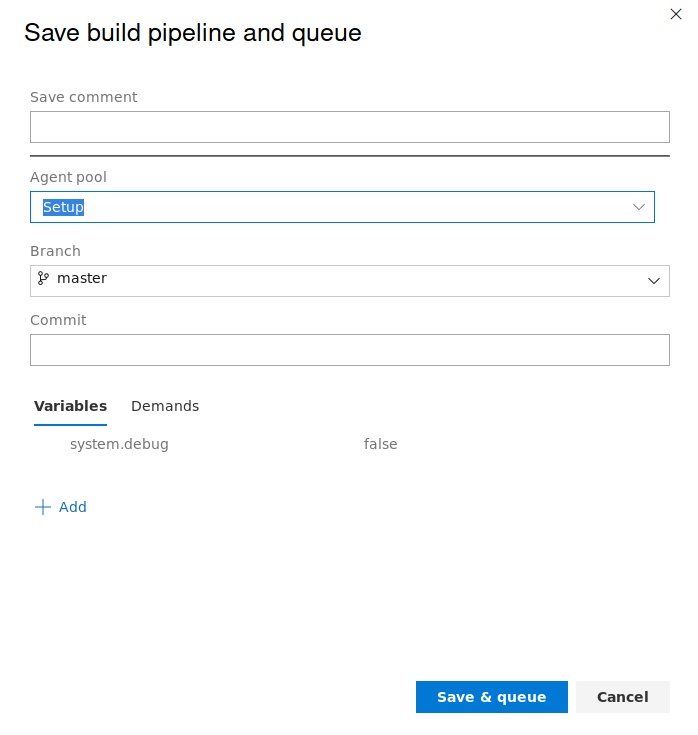 Save build pipeline and queue
Save comment
Agent pool
Setup
Branch
master
Commit
Variables Demands
system.debug false
Add
Save & queue Cancel